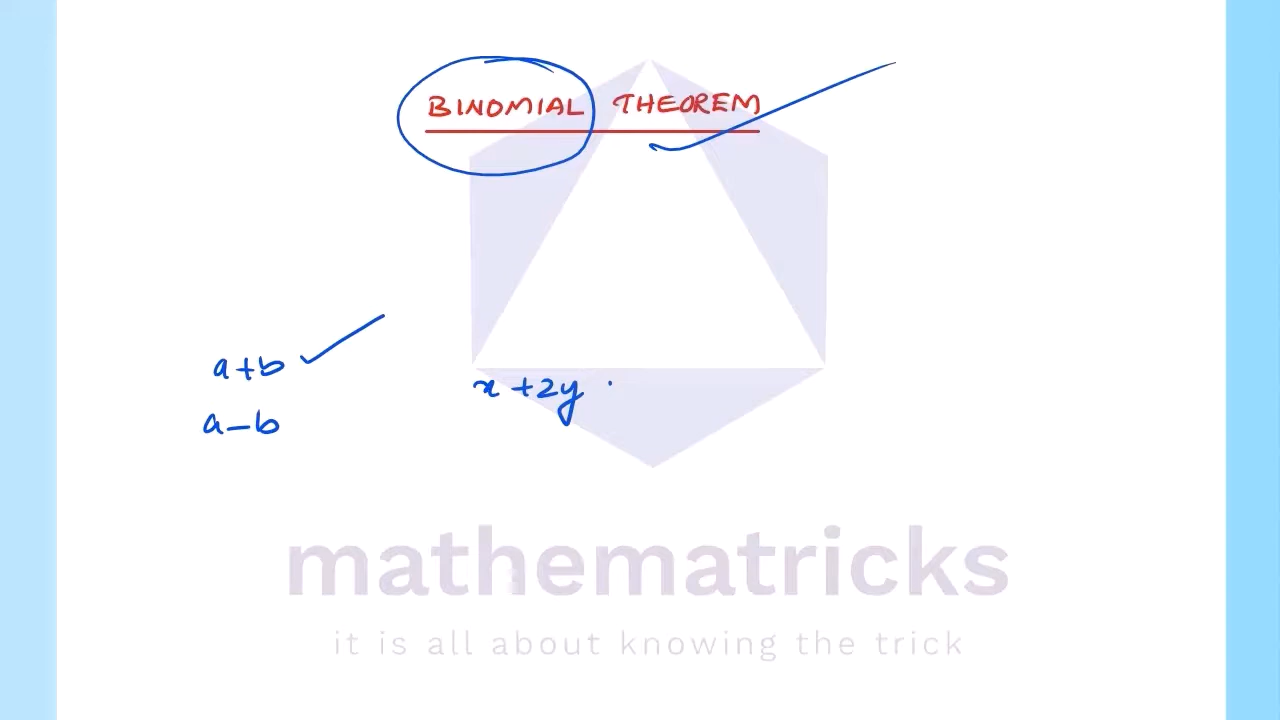 BINOMIAL THEOREM
a+b
x+2y
a-b
mathematricks
it is all about knowing the trick